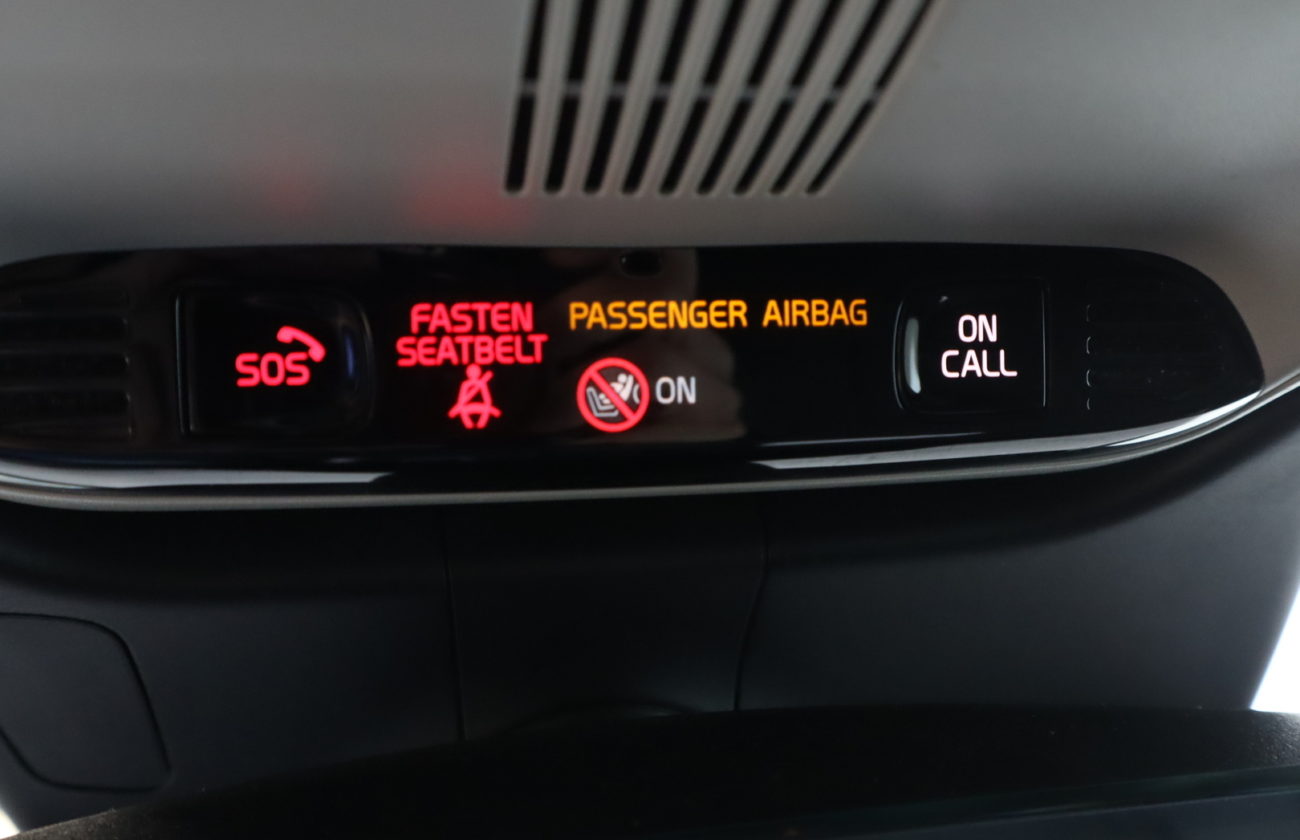 SOS
FASTEN
SEATBELT
PASSENGER AIRBAG
ON
ON
CALL